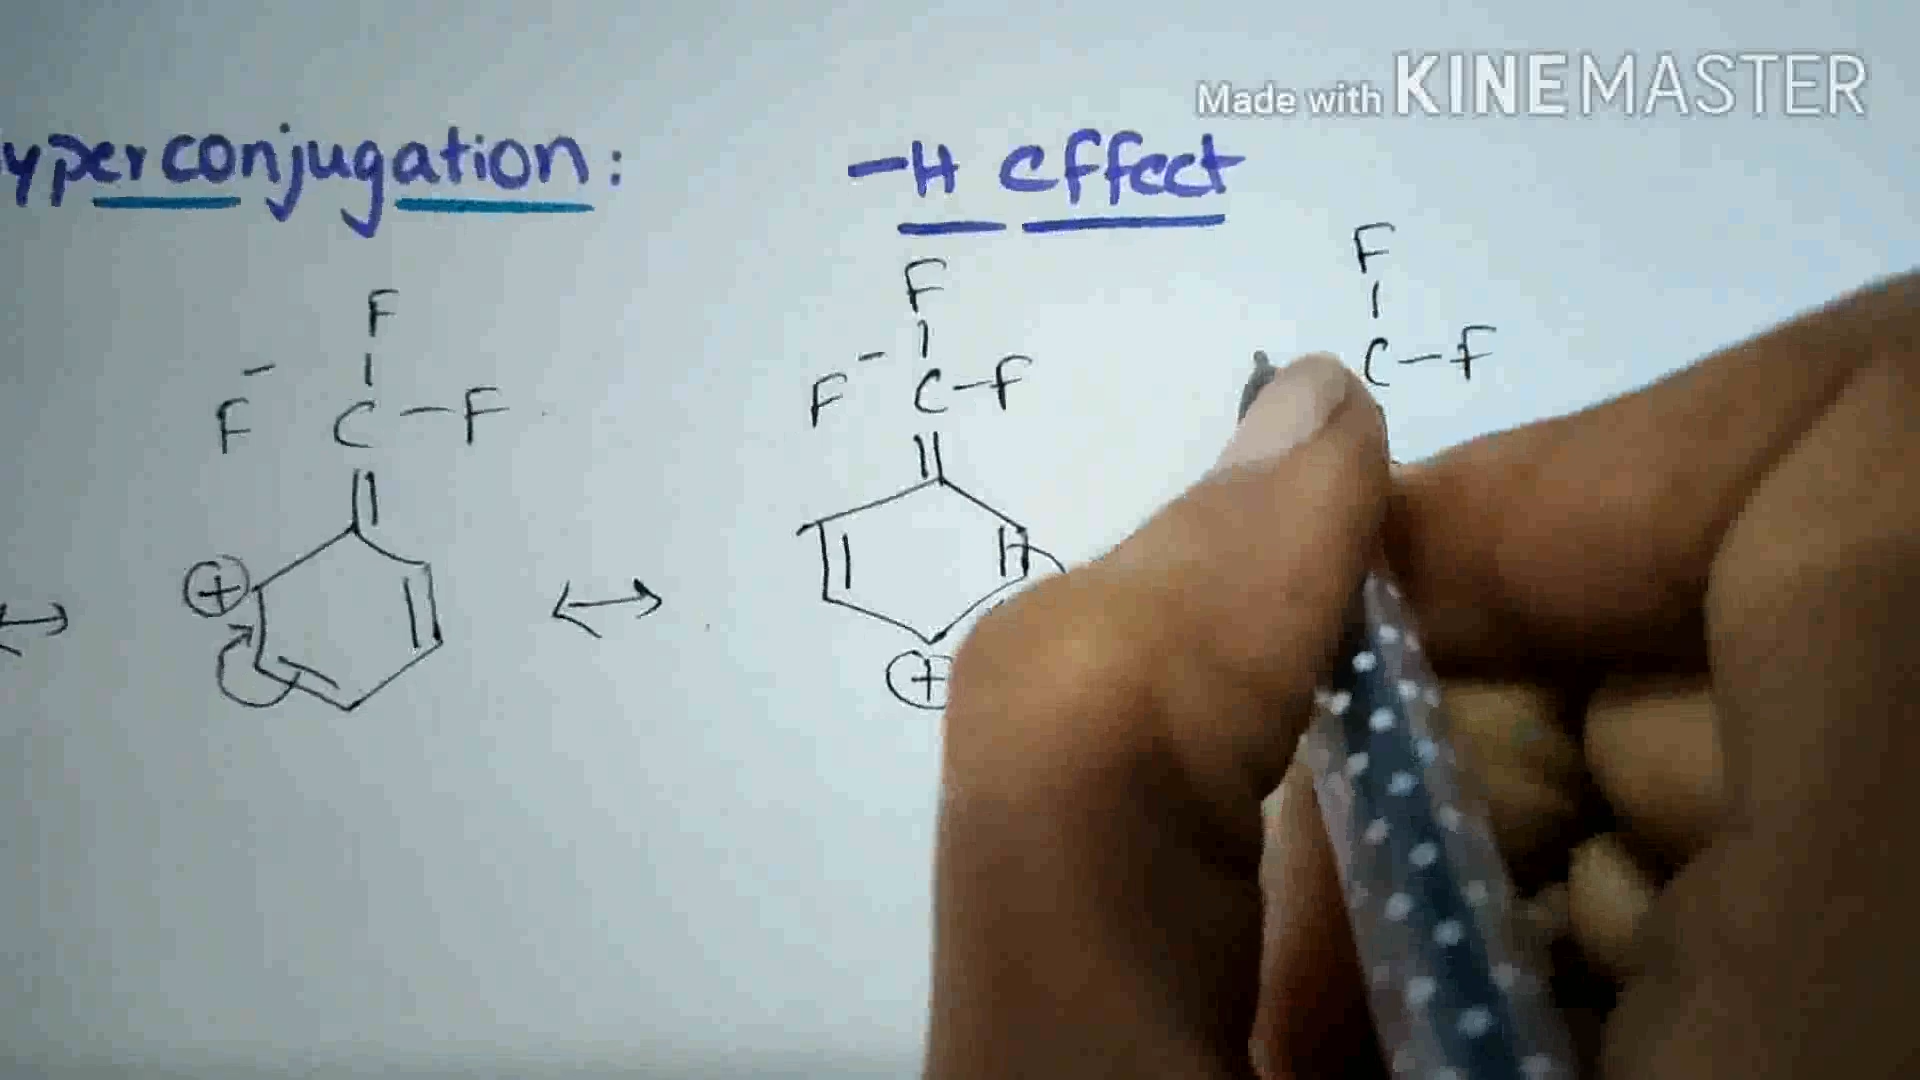 Made with KINEMASTER
yperconjugation: -H effect
F F F
F - C - F F - C - F C - F
+ +